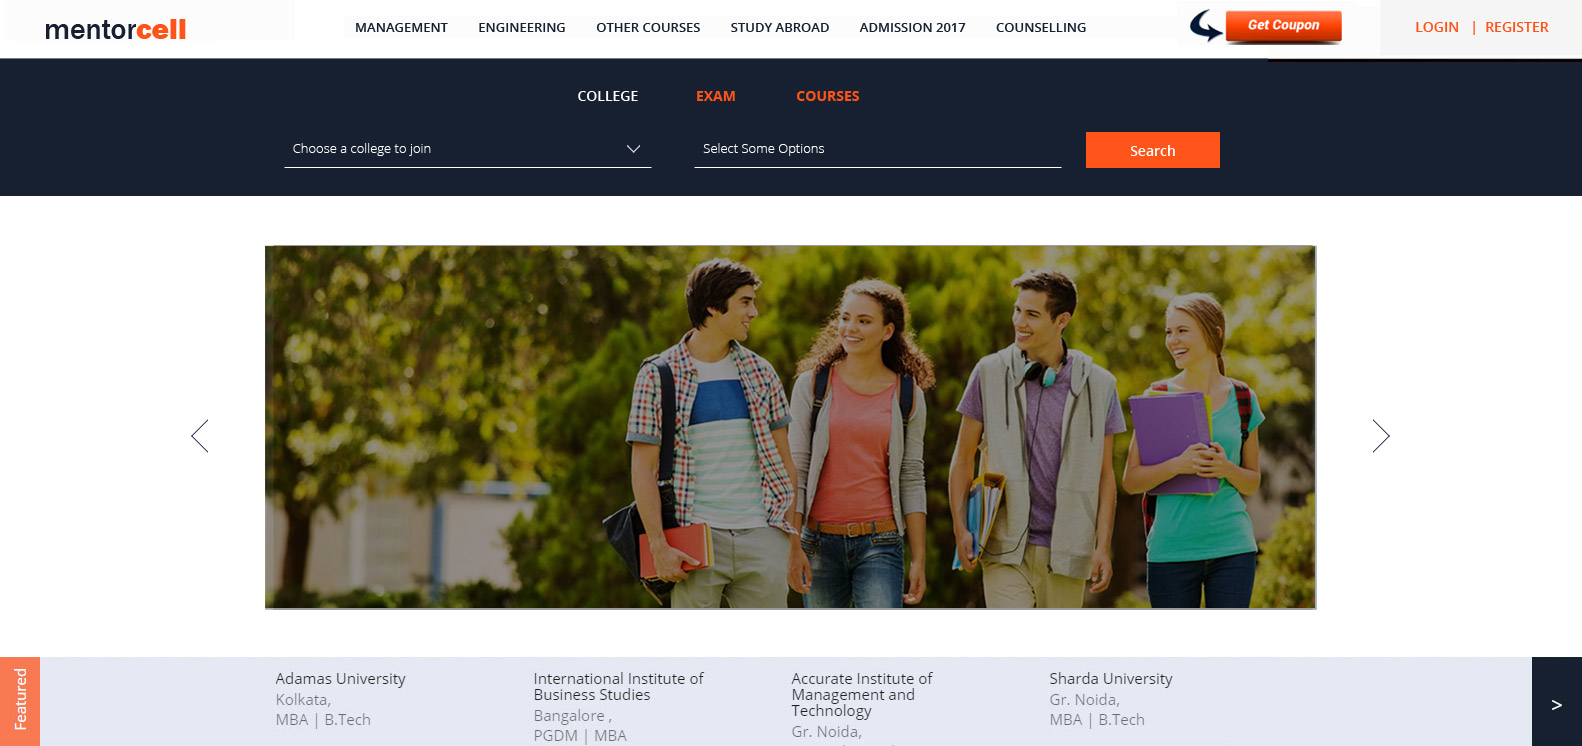 mentorcell
MANAGEMENT ENGINEERING OTHER COURSES STUDY ABROAD ADMISSION 2017 COUNSELLING
Get Coupon
LOGIN | REGISTER
COLLEGE EXAM COURSES
Choose a college to join
Select Some Options
Search
Featured
Adamas University
Kolkata,
MBA | B.Tech
International Institute of
Business Studies
Bangalore ,
PGDM | MBA
Accurate Institute of
Management and
Technology
Gr. Noida,
Sharda University
Gr. Noida,
MBA | B.Tech
>